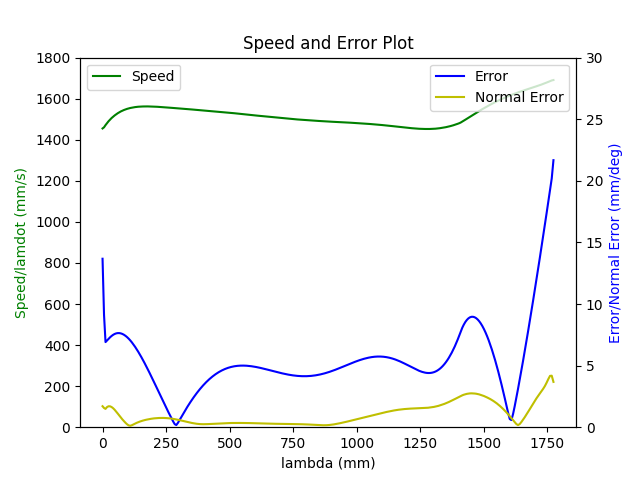 Speed and Error Plot
1800
1600
1400
1200
1000
800
600
400
200
0
Speed/lamdot (mm/s)
Speed
Error
Normal Error
30
25
20
15
10
5
0
Error/Normal Error (mm/deg)
0 250 500 750 1000 1250 1500 1750
lambda (mm)